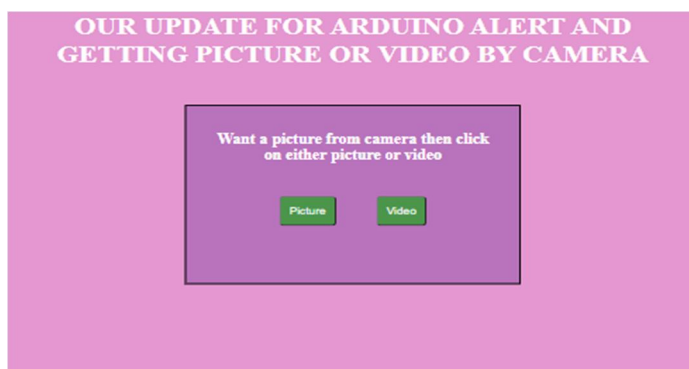 OUR UPDATE FOR ARDUINO ALERT AND
GETTING PICTURE OR VIDEO BY CAMERA
Want a picture from camera then click
on either picture or video
Picture
Video